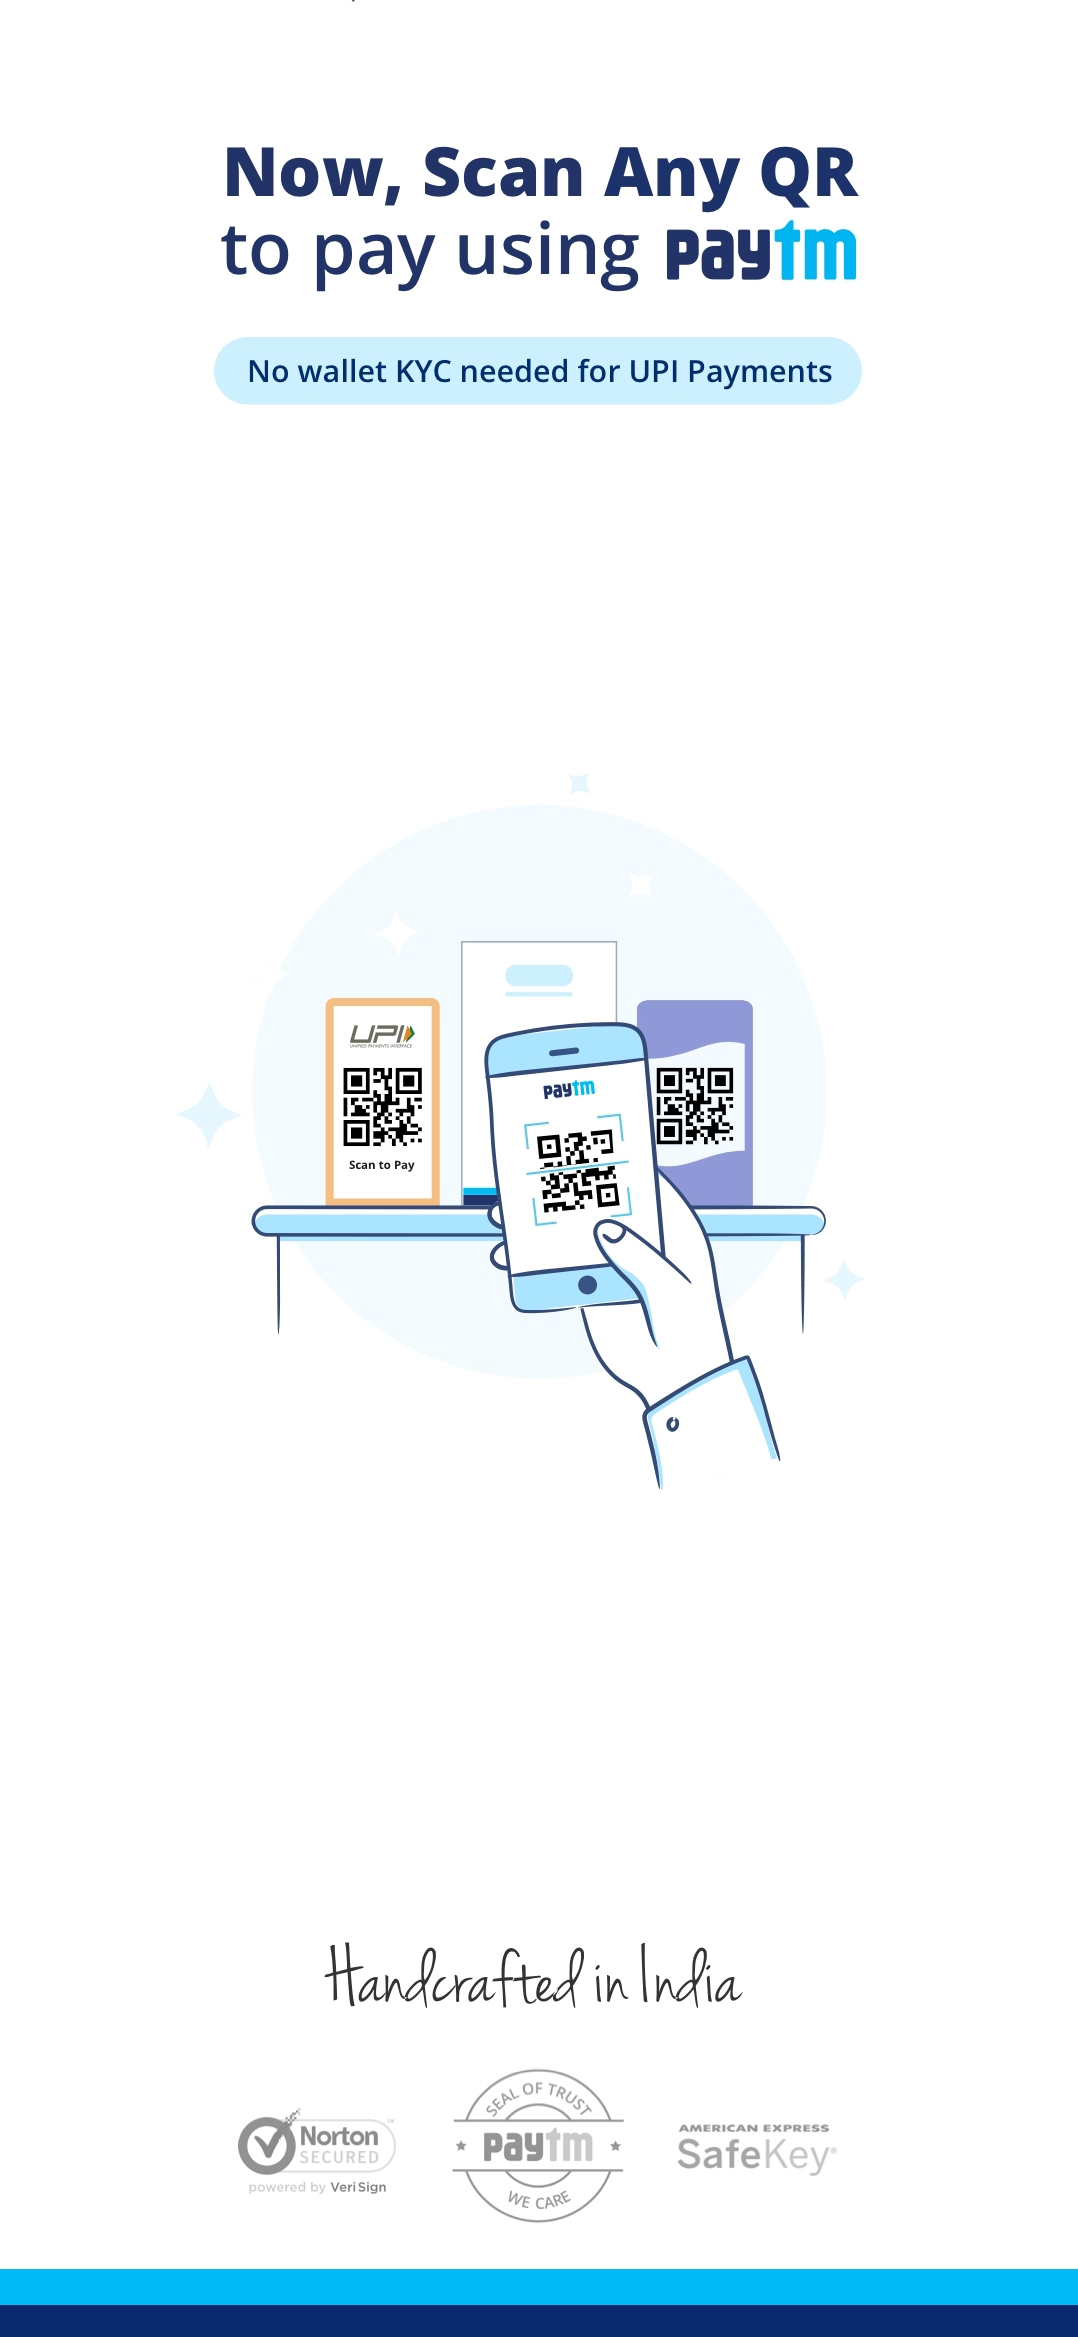 Now, Scan Any QR
to pay using paytm
No wallet KYC needed for UPI Payments
UPI
UNIFIED PAYMENTS INTERFACE
Scan to Pay
paytm
Handcrafted in India
Norton
SECURED
powered by VeriSign
SEAL OF TRUST
paytm
WE CARE
AMERICAN EXPRESS
SafeKey®